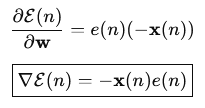 ∂ℰ(n)/∂𝐰 = e(n)(−𝐱(n))
∇ℰ(n) = −𝐱(n)e(n)